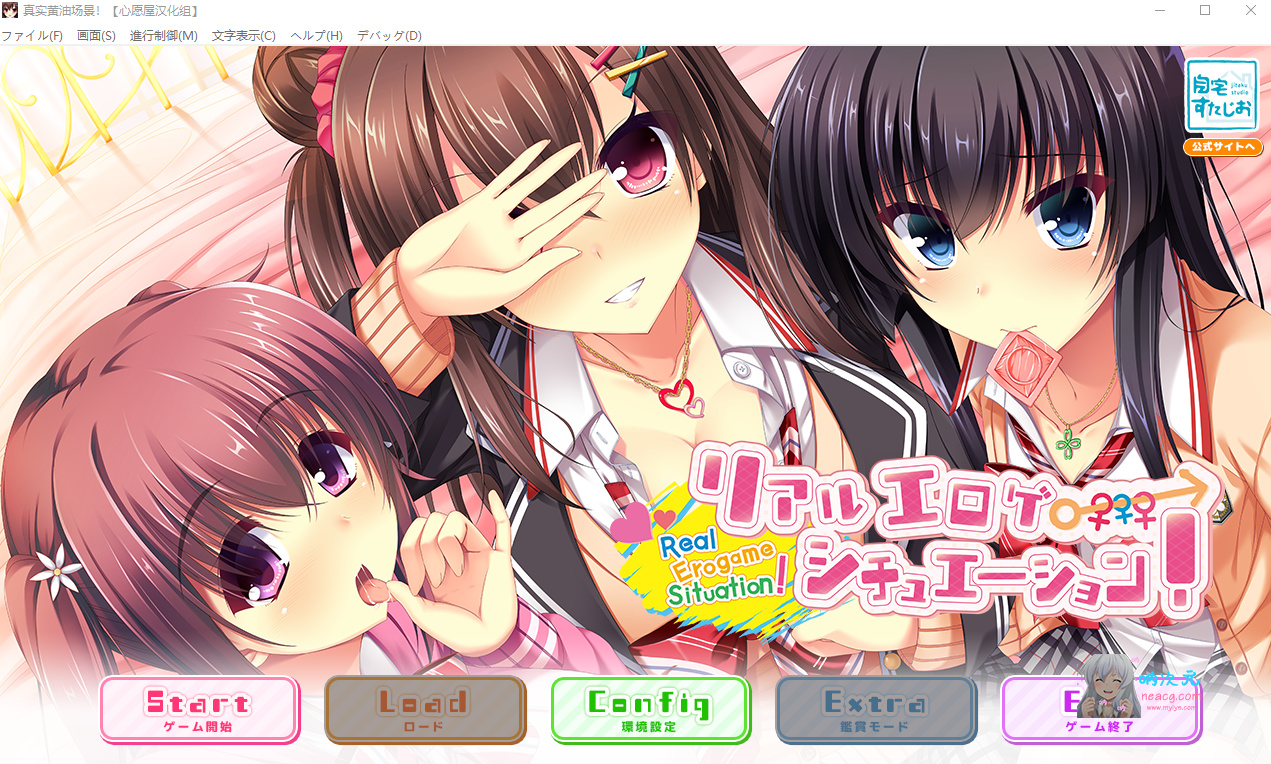 真实黄油场景！【心愿屋汉化组】
ファイル(F) 画面(S) 進行制御(M) 文字表示(C) ヘルプ(H) デバッグ(D)
自宅
すたじお
jitaku
studio
公式サイトへ
リアルエロゲ
シチュエーション!
Real
Erogame
Situation!
Start
ゲーム開始
Load
ロード
Config
環境設定
Extra
鑑賞モード
E
ゲーム終了
萌次元
neacg.com
www.myiye.com